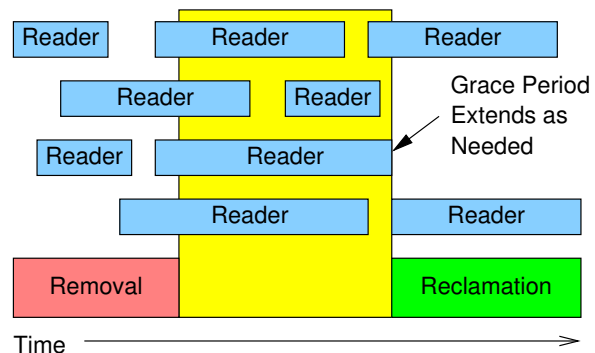 Reader
Reader
Reader
Reader
Reader
Grace Period
Extends as
Needed
Reader
Reader
Reader
Reader
Removal
Reclamation
Time